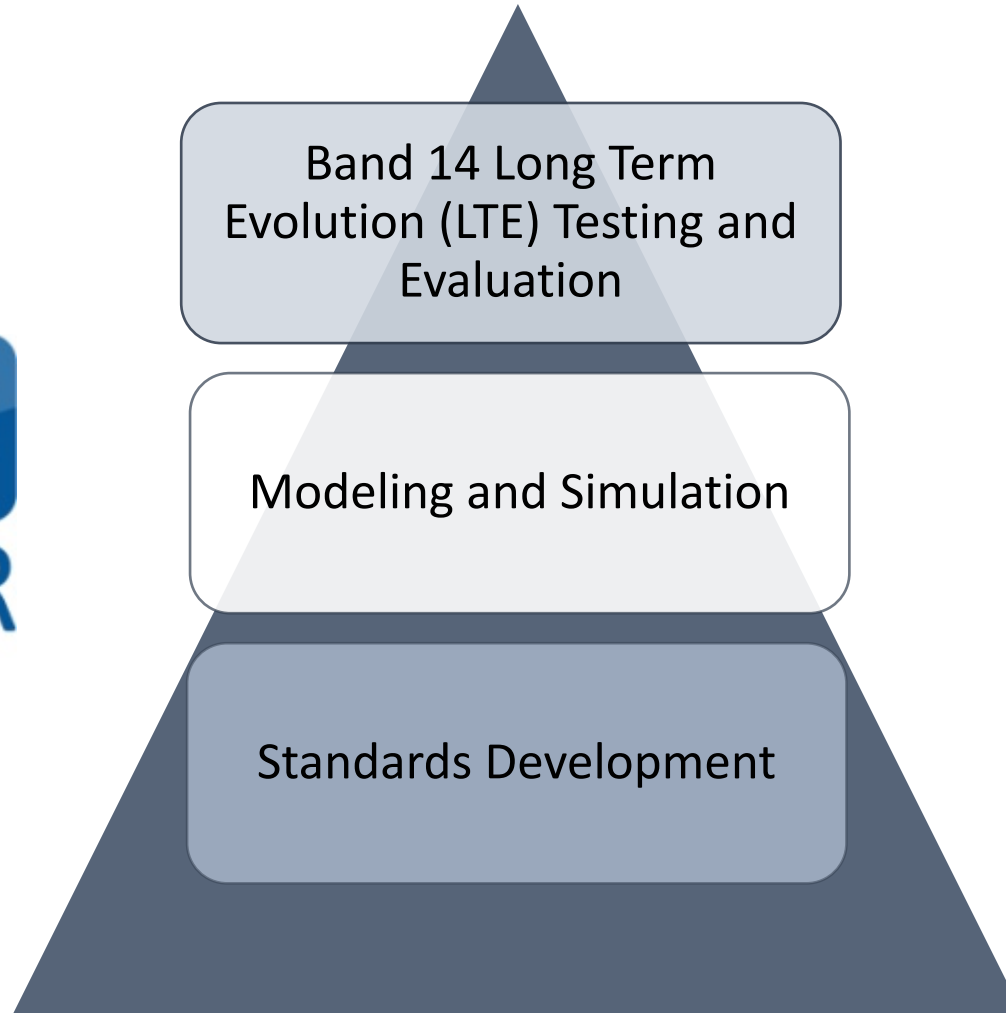 Band 14 Long Term
Evolution (LTE) Testing and
Evaluation
R
Modeling and Simulation
Standards Development